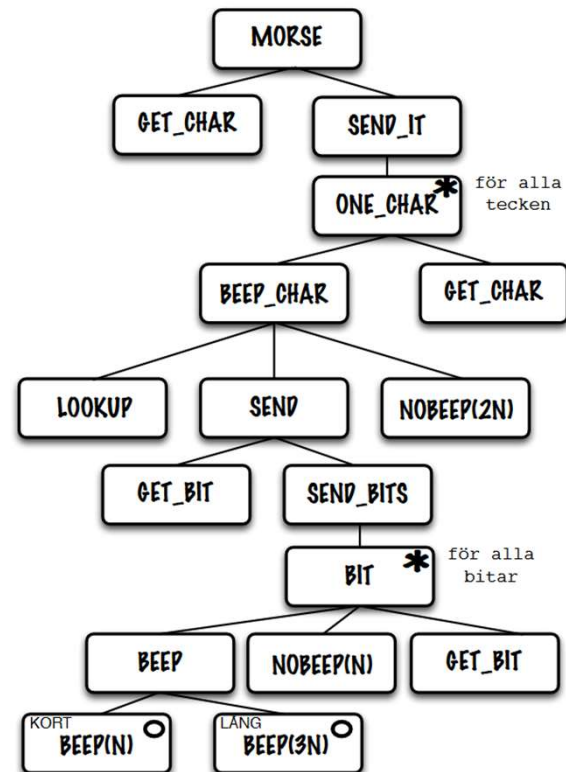 MORSE
GET_CHAR
SEND_IT
ONE_CHAR *
för alla
tecken
BEEP_CHAR
GET_CHAR
LOOKUP
SEND
NOBEEP(2N)
GET_BIT
SEND_BITS
BIT *
för alla
bitar
BEEP
NOBEEP(N)
GET_BIT
KORT
BEEP(N)
LÅNG
BEEP(3N)